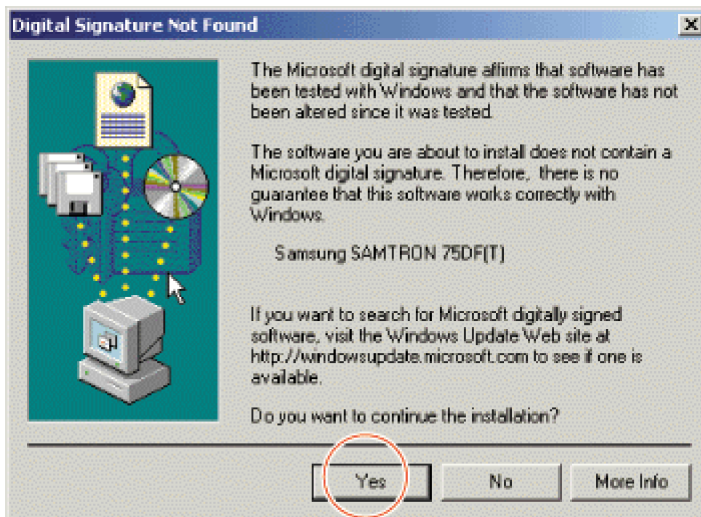 Digital Signature Not Found
The Microsoft digital signature affirms that software has
been tested with Windows and that the software has not
been altered since it was tested.
The software you are about to install does not contain a
Microsoft digital signature. Therefore, there is no
guarantee that this software works correctly with
Windows.
Samsung SAMTRON 75DF(T)
If you want to search for Microsoft digitally signed
software, visit the Windows Update Web site at
http://windowsupdate.microsoft.com to see if one is
available.
Do you want to continue the installation?
Yes No More Info